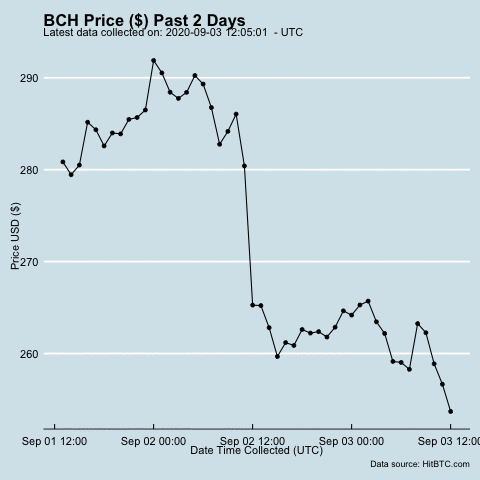 BCH Price ($) Past 2 Days
Latest data collected on: 2020-09-03 12:05:01 - UTC
290
280
270
260
Price USD ($)
Sep 01 12:00 Sep 02 00:00 Sep 02 12:00 Sep 03 00:00 Sep 03 12:00
Date Time Collected (UTC)
Data source: HitBTC.com